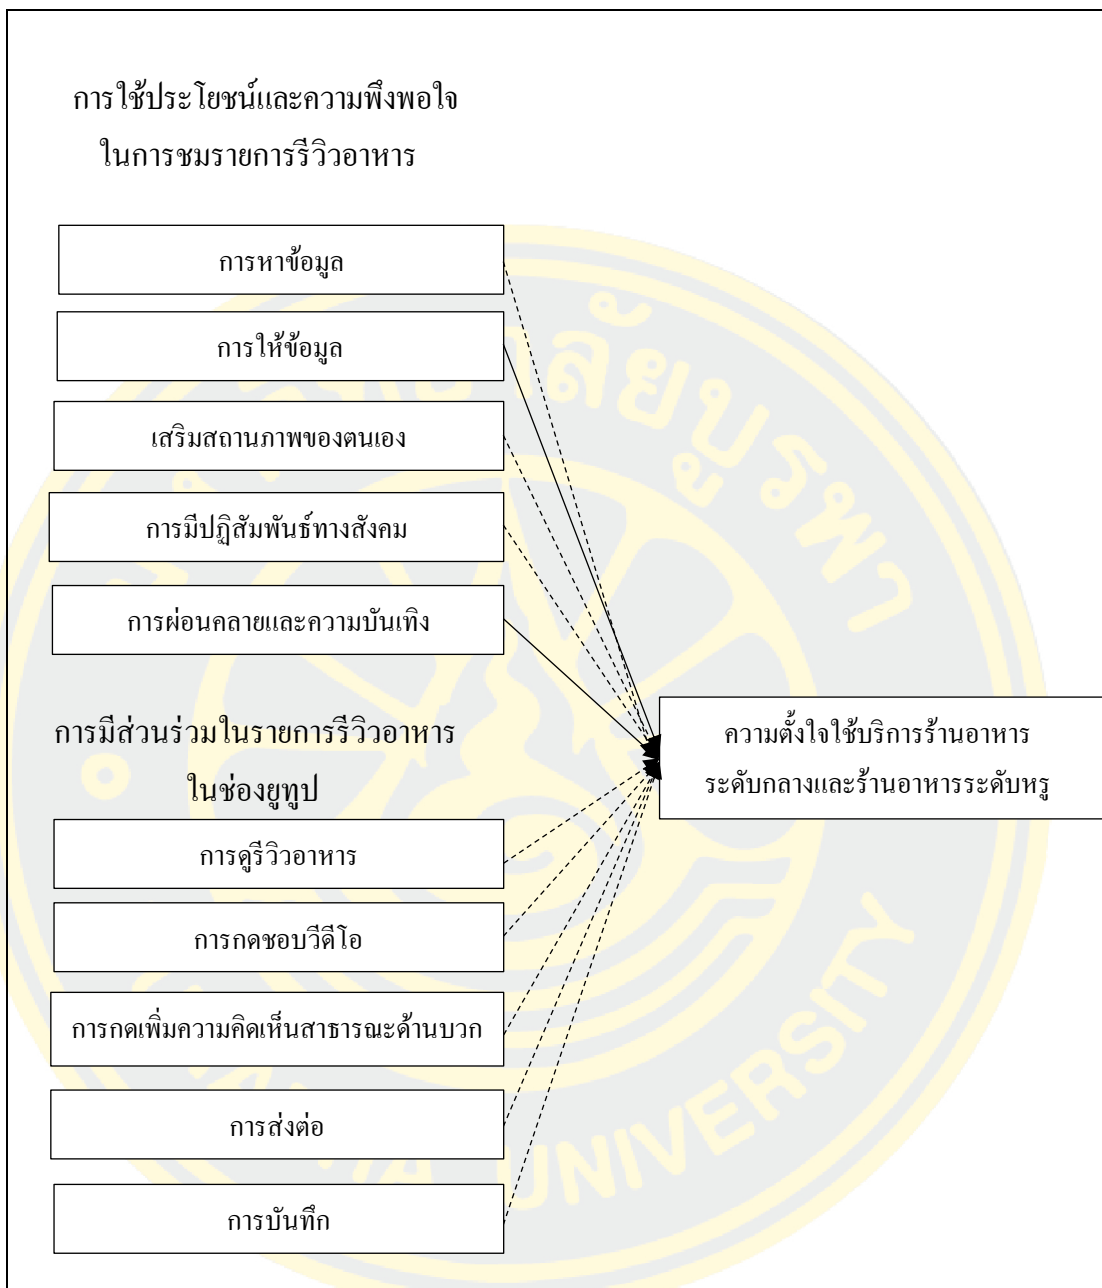 การใช้ประโยชน์และความพึงพอใจ
ในการชมรายการรีวิวอาหาร
การหาข้อมูล
การให้ข้อมูล
เสริมสถานภาพของตนเอง
การมีปฏิสัมพันธ์ทางสังคม
การผ่อนคลายและความบันเทิง
ความตั้งใจใช้บริการร้านอาหาร
ระดับกลางและร้านอาหารระดับหรู
การมีส่วนร่วมในรายการรีวิวอาหาร
ในช่องยูทูป
การดูรีวิวอาหาร
การกดชอบวีดีโอ
การกดเพิ่มความคิดเห็นสาธารณะด้านบวก
การส่งต่อ
การบันทึก
UNIVERSITY